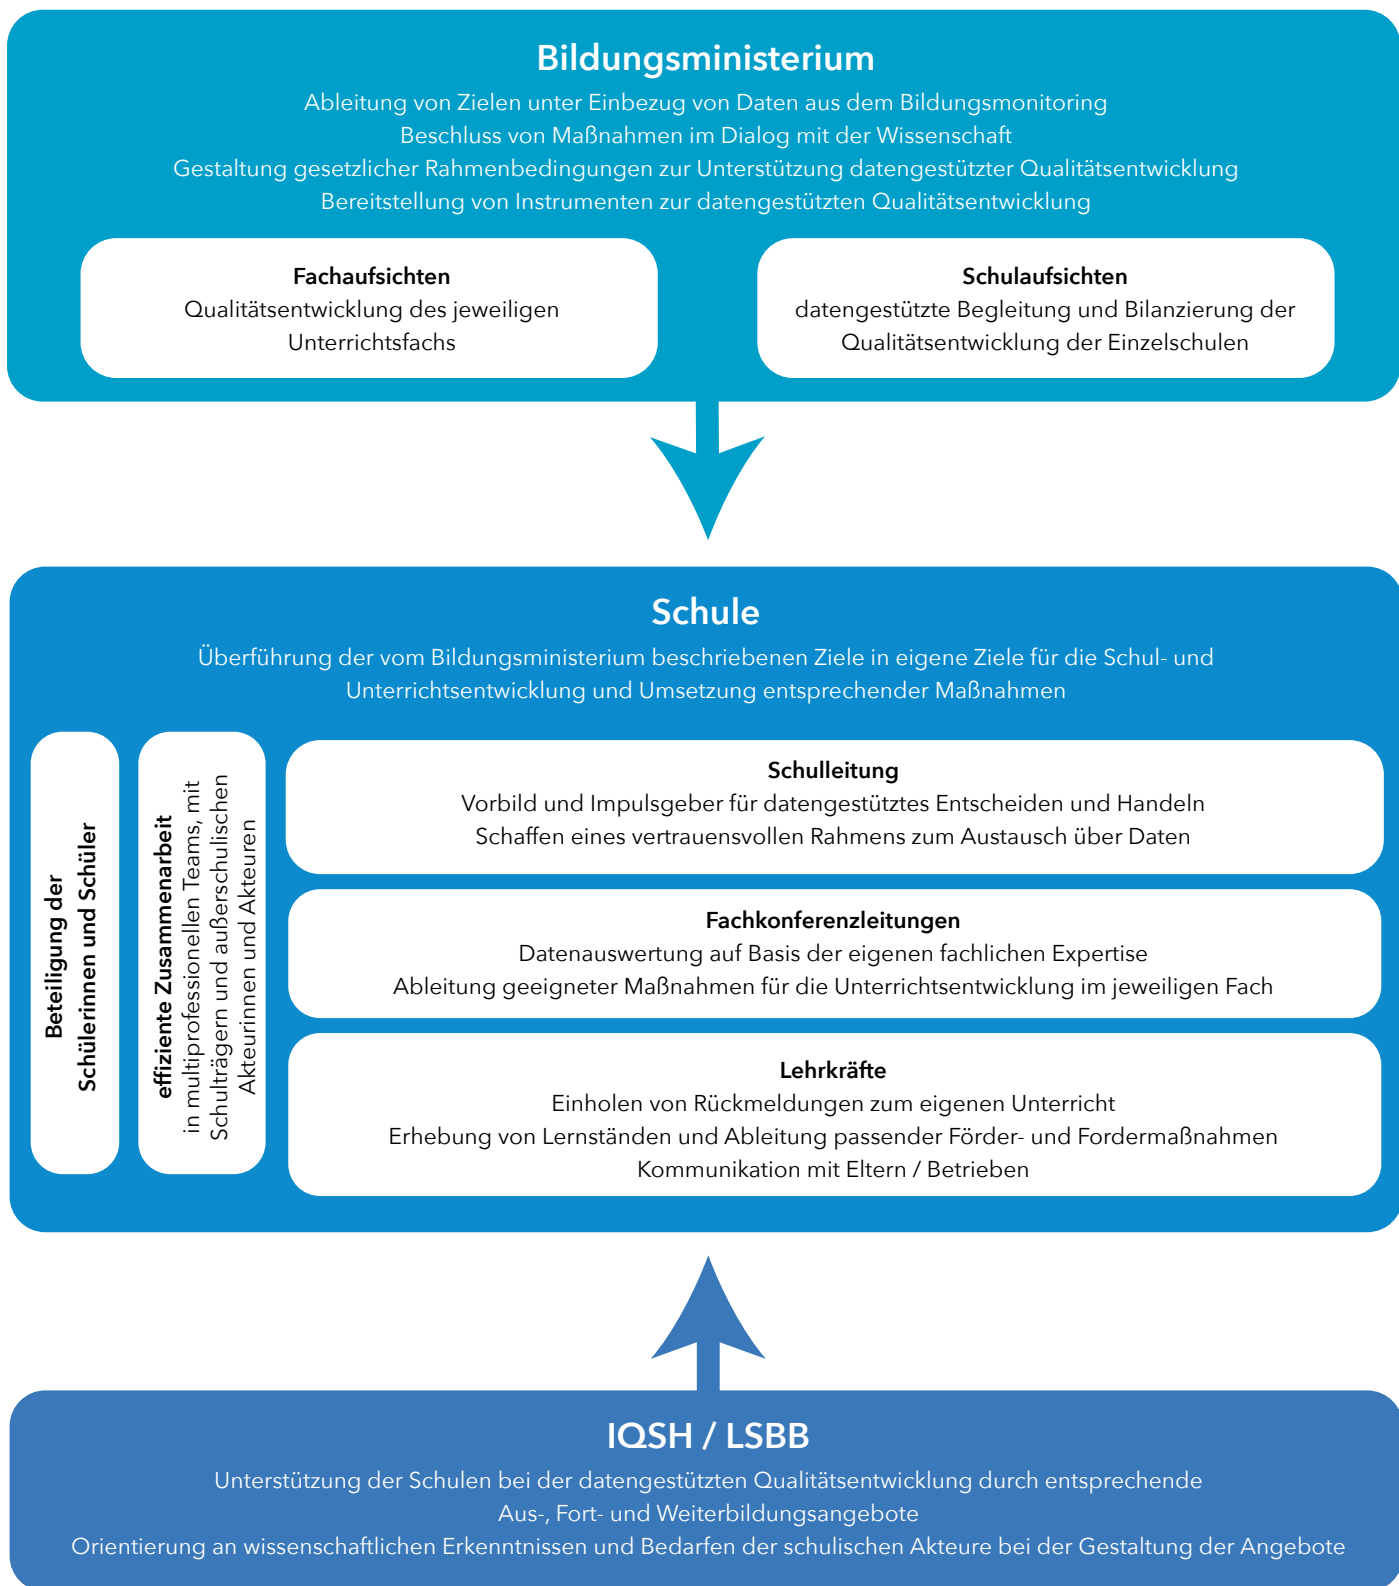 Bildungsministerium
Ableitung von Zielen unter Einbezug von Daten aus dem Bildungsmonitoring
Beschluss von Maßnahmen im Dialog mit der Wissenschaft
Gestaltung gesetzlicher Rahmenbedingungen zur Unterstützung datengestützter Qualitätsentwicklung
Bereitstellung von Instrumenten zur datengestützten Qualitätsentwicklung
Fachaufsichten
Qualitätsentwicklung des jeweiligen
Unterrichtsfachs
Schulaufsichten
datengestützte Begleitung und Bilanzierung der
Qualitätsentwicklung der Einzelschulen
Schule
Überführung der vom Bildungsministerium beschriebenen Ziele in eigene Ziele für die Schul- und
Unterrichtsentwicklung und Umsetzung entsprechender Maßnahmen
Beteiligung der
Schülerinnen und Schüler
effiziente Zusammenarbeit
in multiprofessionellen Teams, mit
Schulträgern und außerschulischen
Akteurinnen und Akteuren
Schulleitung
Vorbild und Impulsgeber für datengestütztes Entscheiden und Handeln
Schaffen eines vertrauensvollen Rahmens zum Austausch über Daten
Fachkonferenzleitungen
Datenauswertung auf Basis der eigenen fachlichen Expertise
Ableitung geeigneter Maßnahmen für die Unterrichtsentwicklung im jeweiligen Fach
Lehrkräfte
Einholen von Rückmeldungen zum eigenen Unterricht
Erhebung von Lernständen und Ableitung passender Förder- und Fordermaßnahmen
Kommunikation mit Eltern / Betrieben
IQSH / LSBB
Unterstützung der Schulen bei der datengestützten Qualitätsentwicklung durch entsprechende
Aus-, Fort- und Weiterbildungsangebote
Orientierung an wissenschaftlichen Erkenntnissen und Bedarfen der schulischen Akteure bei der Gestaltung der Angebote